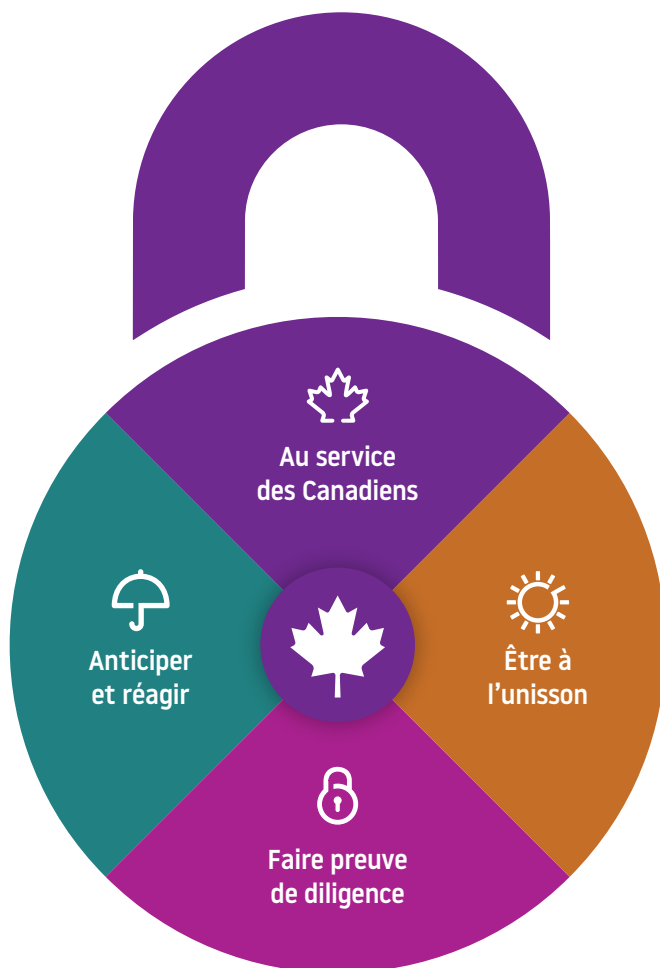 Au service
des Canadiens
Anticiper
et réagir
Être à
l’unisson
Faire preuve
de diligence